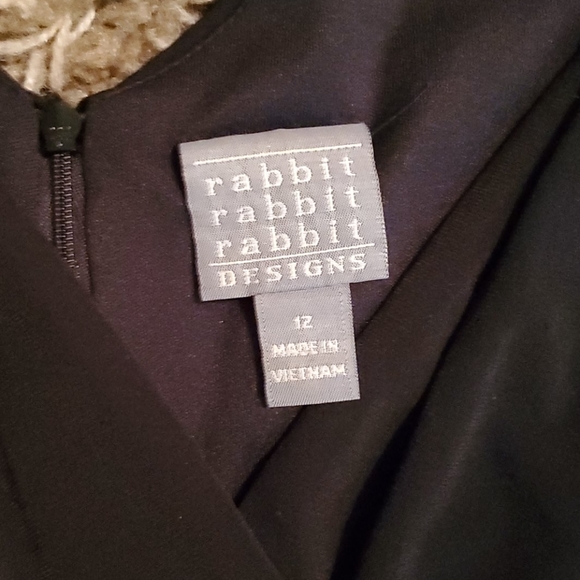 rabbit
rabbit
rabbit
DESIGNS
12
MADE IN
VIETNAM